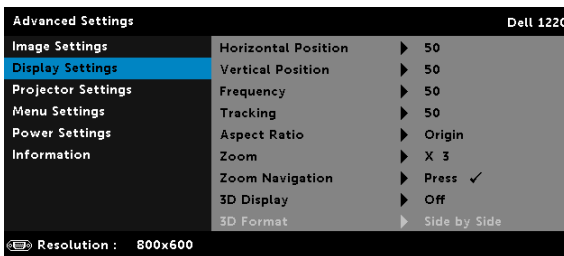 Advanced Settings Dell 1220
Image Settings Horizontal Position 50
Display Settings Vertical Position 50
Projector Settings Frequency 50
Menu Settings Tracking 50
Power Settings Aspect Ratio Origin
Information Zoom X 3
Zoom Navigation Press ✓
3D Display Off
3D Format Side by Side
Resolution : 800x600